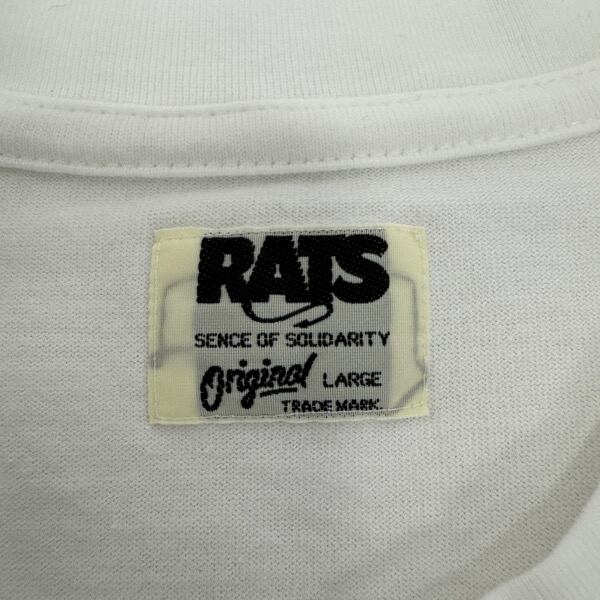 RATS
SENCE OF SOLIDARITY
Original LARGE
TRADE MARK.